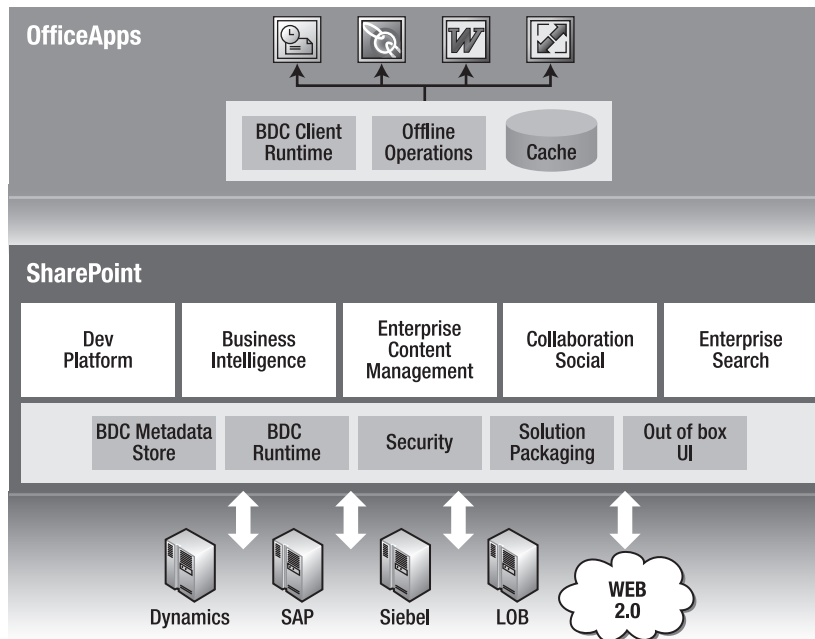 OfficeApps
W
BDC Client
Runtime
Offline
Operations
Cache
SharePoint
Dev
Platform
Business
Intelligence
Enterprise
Content
Management
Collaboration
Social
Enterprise
Search
BDC Metadata
Store
BDC
Runtime
Security
Solution
Packaging
Out of box
UI
Dynamics
SAP
Siebel
LOB
WEB
2.0